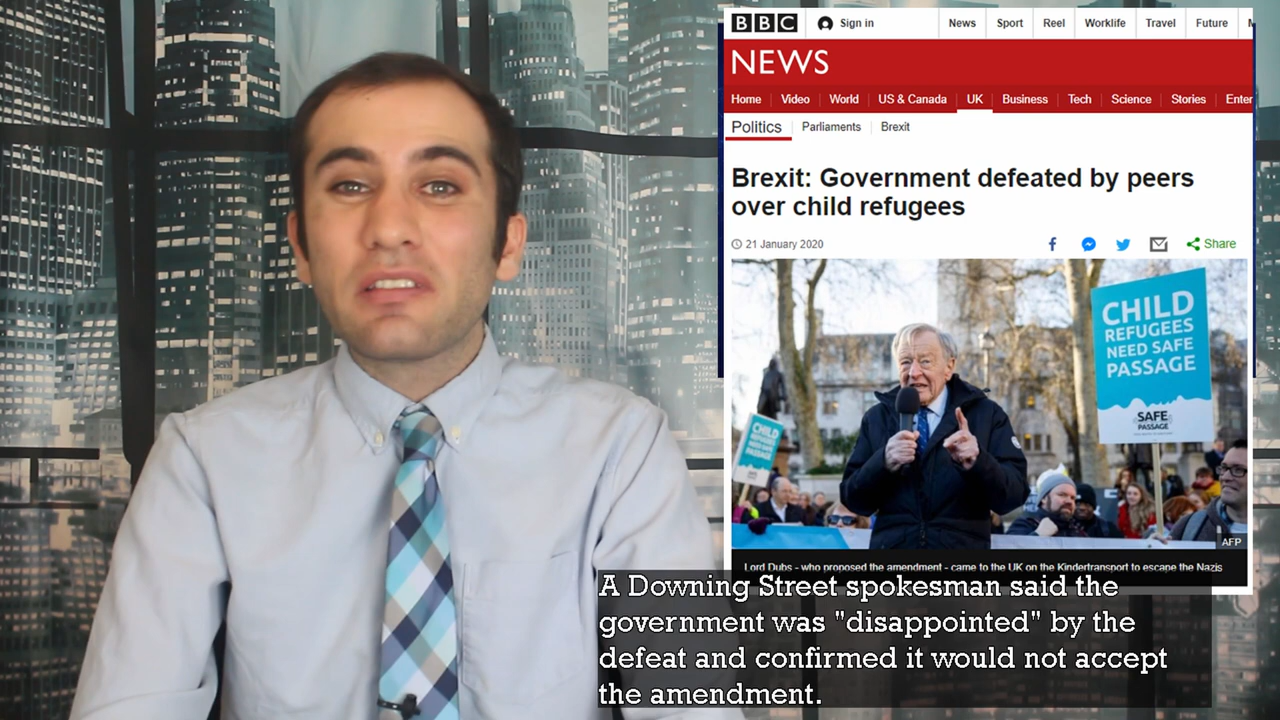 BBC Sign in News Sport Reel Worklife Travel Future
NEWS
Home Video World US & Canada UK Business Tech Science Stories Enter
Politics Parliaments Brexit
Brexit: Government defeated by peers
over child refugees
21 January 2020 Share
CHILD
REFUGEES
NEED SAFE
PASSAGE
SAFE
PASSAGE
CHILD
AFP
Lord Dubs - who proposed the amendment - came to the UK on the Kindertransport to escape the Nazis
A Downing Street spokesman said the
government was "disappointed" by the
defeat and confirmed it would not accept
the amendment.